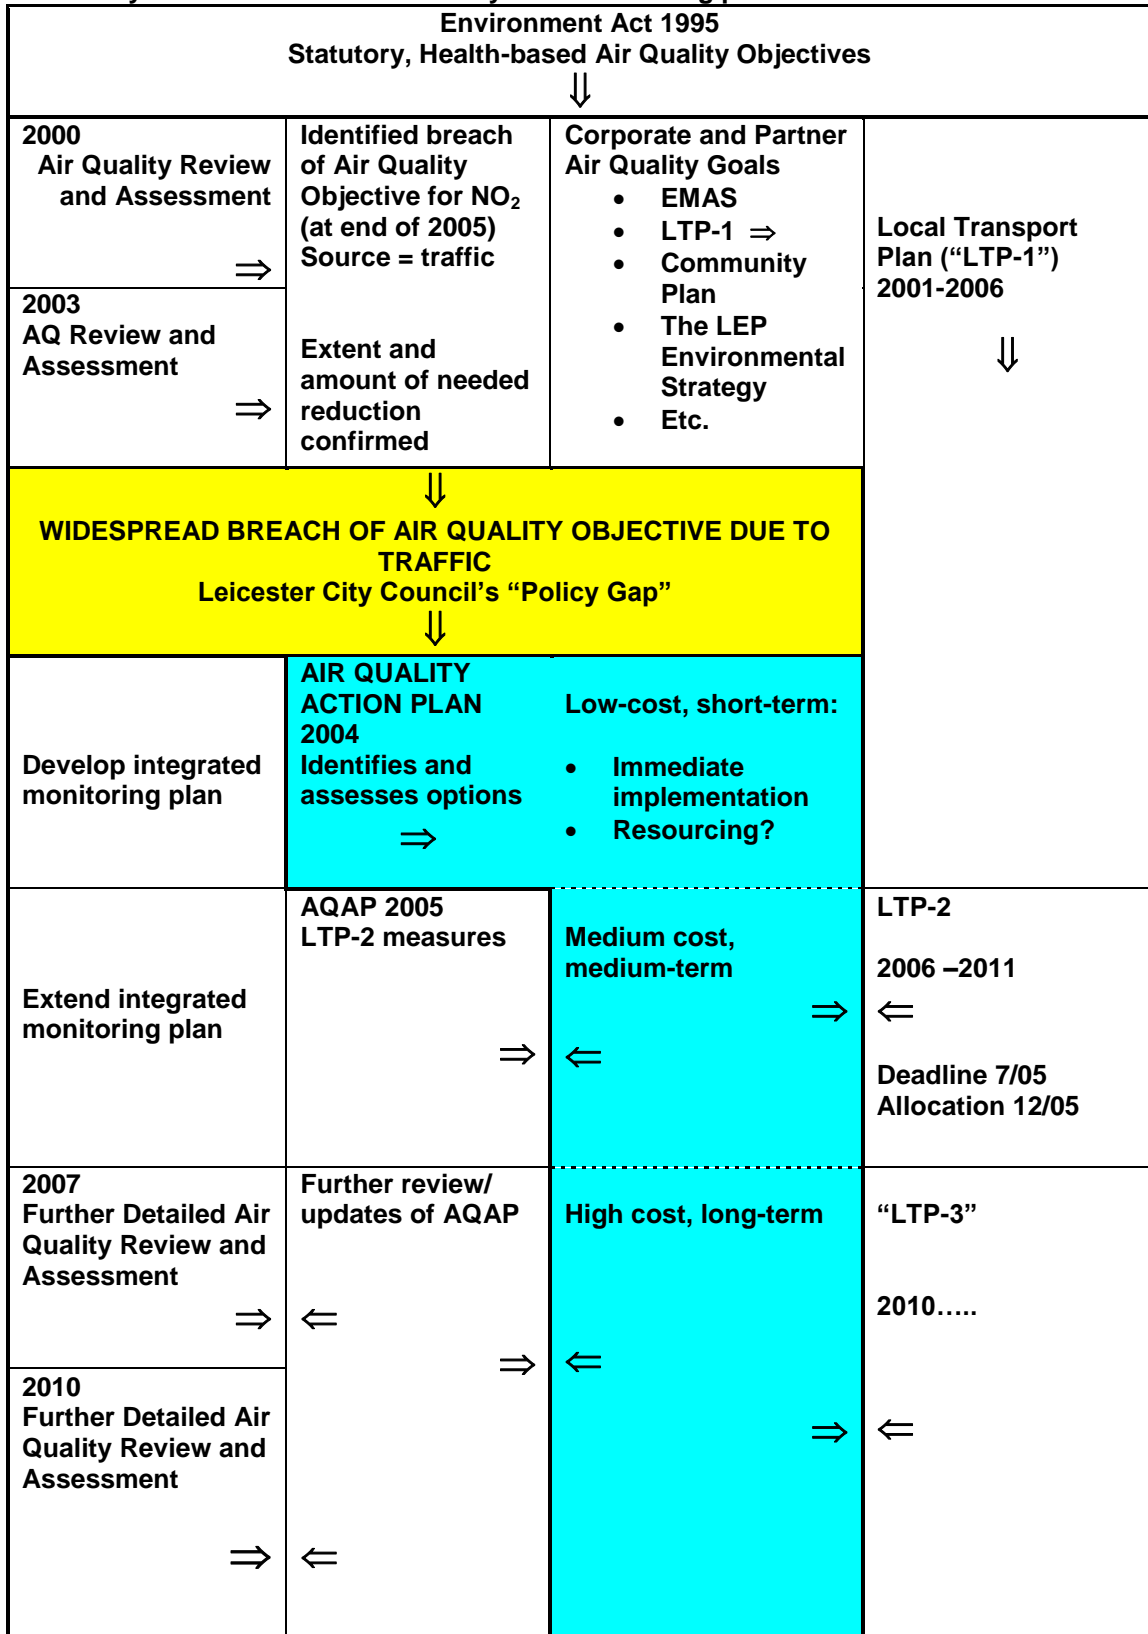 Environment Act 1995
Statutory, Health-based Air Quality Objectives
⇓
2000
Air Quality Review
and Assessment
⇒
2003
AQ Review and
Assessment
⇒
Identified breach
of Air Quality
Objective for NO₂
(at end of 2005)
Source = traffic
Extent and
amount of needed
reduction
confirmed
Corporate and Partner
Air Quality Goals
• EMAS
• LTP-1 ⇒
• Community
Plan
• The LEP
Environmental
Strategy
• Etc.
Local Transport
Plan (“LTP-1”)
2001-2006
⇓
⇓
WIDESPREAD BREACH OF AIR QUALITY OBJECTIVE DUE TO
TRAFFIC
Leicester City Council’s “Policy Gap”
⇓
Develop integrated
monitoring plan
AIR QUALITY
ACTION PLAN
2004
Identifies and
assesses options
⇒
Low-cost, short-term:
• Immediate
implementation
• Resourcing?
Extend integrated
monitoring plan
AQAP 2005
LTP-2 measures
⇒
Medium cost,
medium-term
⇒
⇐
LTP-2
2006 –2011
⇐
Deadline 7/05
Allocation 12/05
2007
Further Detailed Air
Quality Review and
Assessment
⇒
2010
Further Detailed Air
Quality Review and
Assessment
⇒
Further review/
updates of AQAP
⇐
⇒
⇐
High cost, long-term
⇐
⇒
“LTP-3”
2010…..
⇐